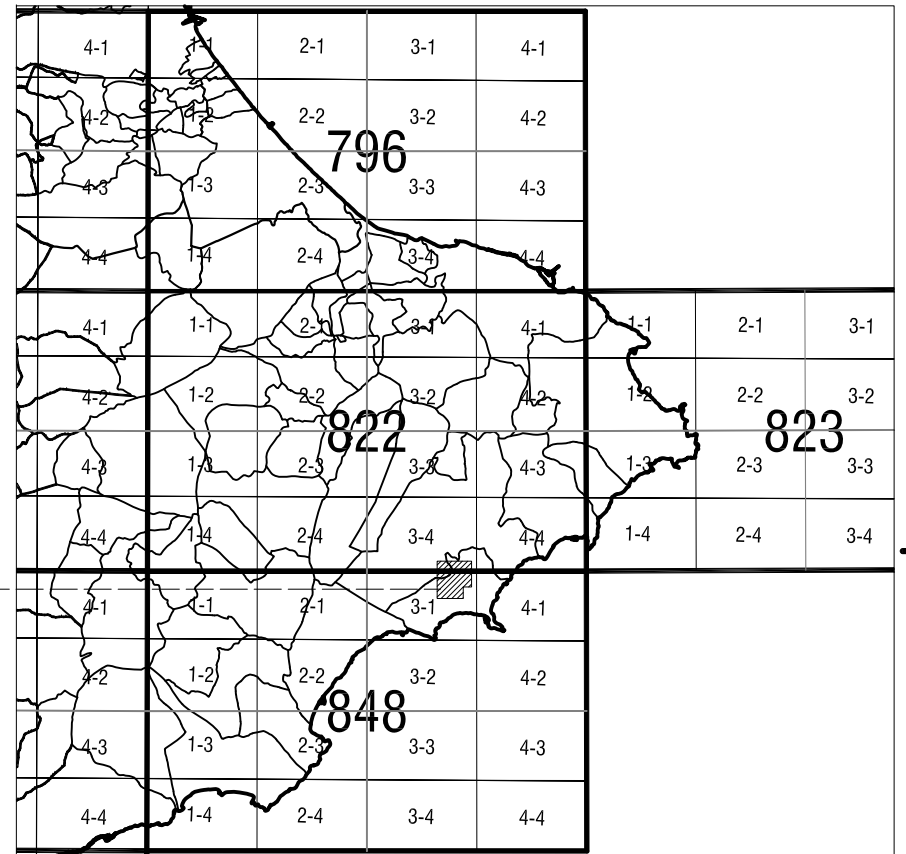 4-1 1-1 2-1 3-1 4-1
4-2 1-2 2-2 3-2 4-2
796
4-3 1-3 2-3 3-3 4-3
4-4 1-4 2-4 3-4 4-4
4-1 1-1 2-1 3-1 4-1 1-1 2-1 3-1
4-2 1-2 2-2 3-2 4-2 1-2 2-2 3-2
822 823
4-3 1-3 2-3 3-3 4-3 1-3 2-3 3-3
4-4 1-4 2-4 3-4 4-4 1-4 2-4 3-4
4-1 1-1 2-1 3-1 4-1
4-2 1-2 2-2 3-2 4-2
848
4-3 1-3 2-3 3-3 4-3
4-4 1-4 2-4 3-4 4-4